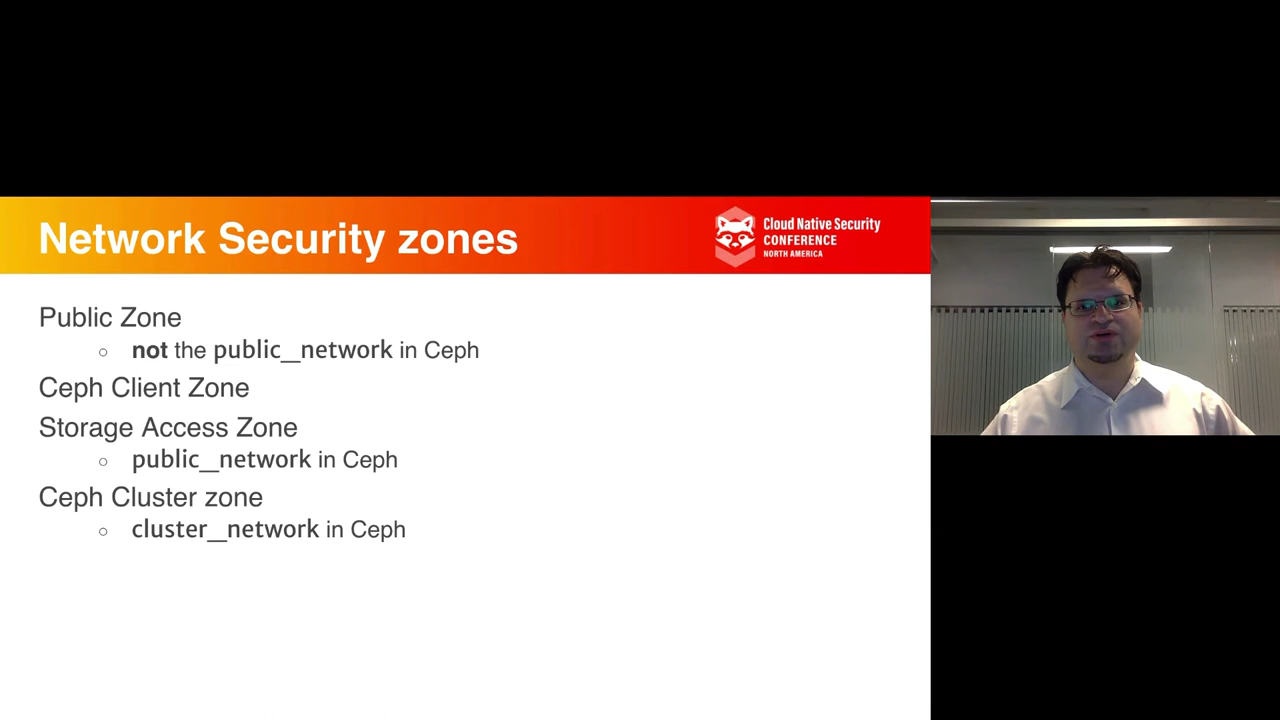 Network Security zones
Cloud Native Security
CONFERENCE
NORTH AMERICA
Public Zone
○ not the public_network in Ceph
Ceph Client Zone
Storage Access Zone
○ public_network in Ceph
Ceph Cluster zone
○ cluster_network in Ceph